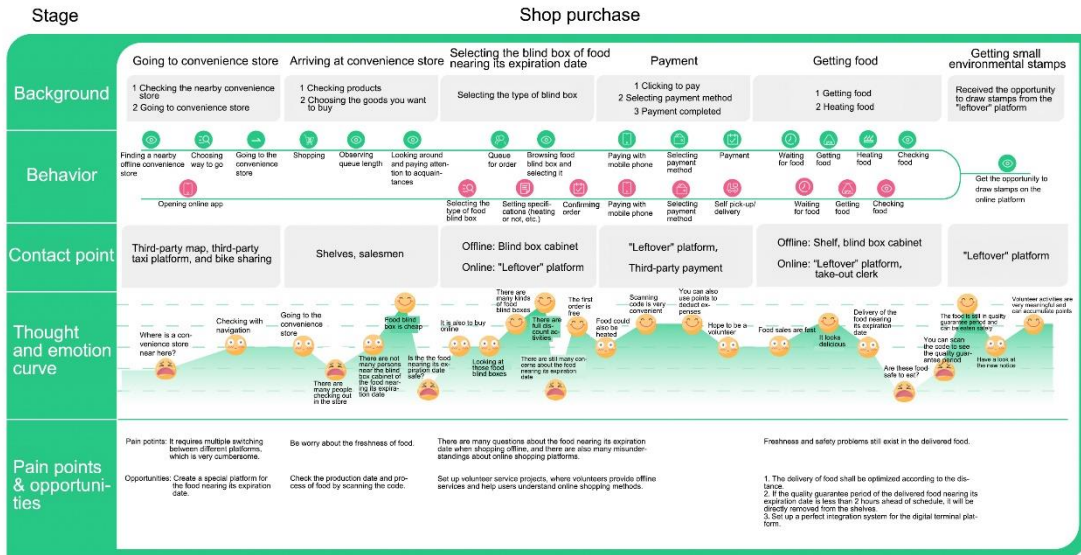 Stage
Shop purchase
Going to convenience store
Arriving at convenience store
Selecting the blind box of food
nearing its expiration date
Payment
Getting food
Getting small
environmental stamps
Background
1 Checking the nearby convenience
store
2 Going to convenience store
1 Checking products
2 Choosing the goods you want
to buy
Selecting the type of blind box
1 Clicking to pay
2 Selecting payment method
3 Payment completed
1 Getting food
2 Heating food
Received the opportunity
to draw stamps from the
"leftover" platform
Behavior
Finding a nearby
offline convenience
store
Choosing
way to go
Going to the
convenience
store
Shopping
Observing
queue length
Looking around
and paying atten-
tion to acquain-
tances
Queue
for order
Browsing food
blind box and
selecting it
Paying with
mobile phone
Selecting
payment
method
Payment
Waiting
for food
Getting
food
Heating
food
Checking
food
Opening online app
Selecting the
type of food
blind box
Setting specifi-
cations (heating
or not, etc.)
Confirming
order
Paying with
mobile phone
Selecting
payment
method
Self pick-up/
delivery
Waiting
for food
Getting
food
Checking
food
Get the opportunity to
draw stamps on the
online platform
Contact point
Third-party map, third-party
taxi platform, and bike sharing
Shelves, salesmen
Offline: Blind box cabinet
Online: "Leftover" platform
"Leftover" platform,
Third-party payment
Offline: Shelf, blind box cabinet
Online: "Leftover" platform,
take-out clerk
"Leftover" platform
Thought
and emotion
curve
Where is a con-
venience store
near here?
Checking with
navigation
Going to the
convenience
store
There are
many people
checking out
in the store
There are not
many persons
near the blind
box cabinet of
the food near-
ing its expira-
tion date
Food blind
box is cheap
Is the the food
nearing its ex-
piration date
safe?
It is also to buy
online
Looking at
those food
blind boxes
There are
many kinds
of food
blind boxes
There are
full dis-
count ac-
tivities
There are still many con-
cerns about the food
nearing its expiration
date
The first
order is
free
Food could
also be heated
Scanning
code is very
convenient
You can also
use points to
deduct ex-
penses
Hope to be a
volunteer
Food sales are fast
It looks
delicious
Delivery of the
food nearing
its expiration
date
Are these food
safe to eat?
You can scan
the code to see
the quality guar-
antee period
The food is still in quality
guarantee period and can
be eaten safely
Have a look at
the new notice
Volunteer activities are
very meaningful and
can accumulate points
Pain points
& opportuni-
ties
Pain potints: It requires multiple switching
between different platforms,
which is very cumbersome.
Opportunities: Create a special platform for
the food nearing its expiration
date.
Be worry about the freshness of food.
Check the production date and pro-
cess of food by scanning the code.
There are many questions about the food nearing its expiration
date when shopping offline, and there are also many misunder-
standings about online shopping platforms.
Set up volunteer service projects, where volunteers provide offline
services and help users understand online shopping methods.
Freshness and safety problems still exist in the delivered food.
1. The delivery of food shall be optimized according to the dis-
tance.
2. If the quality guarantee period of the delivered food nearing its
expiration date is less than 2 hours ahead of schedule, it will be
directly removed from the shelves.
3. Set up a perfect integration system for the digital terminal plat-
form.